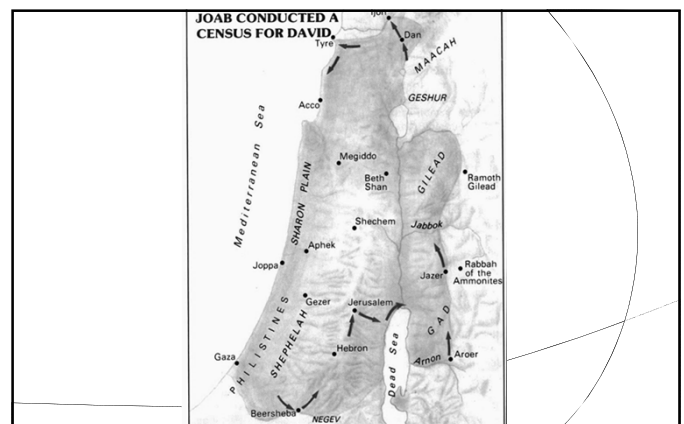 JOAB CONDUCTED A
CENSUS FOR DAVID
Ijon
Tyre
Dan
MAACAH
Acco
GESHUR
Mediterranean Sea
Megiddo
Beth
Shan
GILEAD
Ramoth
Gilead
SHARON PLAIN
Shechem
Jabbok
Aphek
Joppa
Jazer
Rabbah
of the
Ammonites
Gezer
Jerusalem
GAD
PHILISTINES
SHEPHELAH
Hebron
Dead Sea
Gaza
Arnon
Aroer
Beersheba
NEGEV